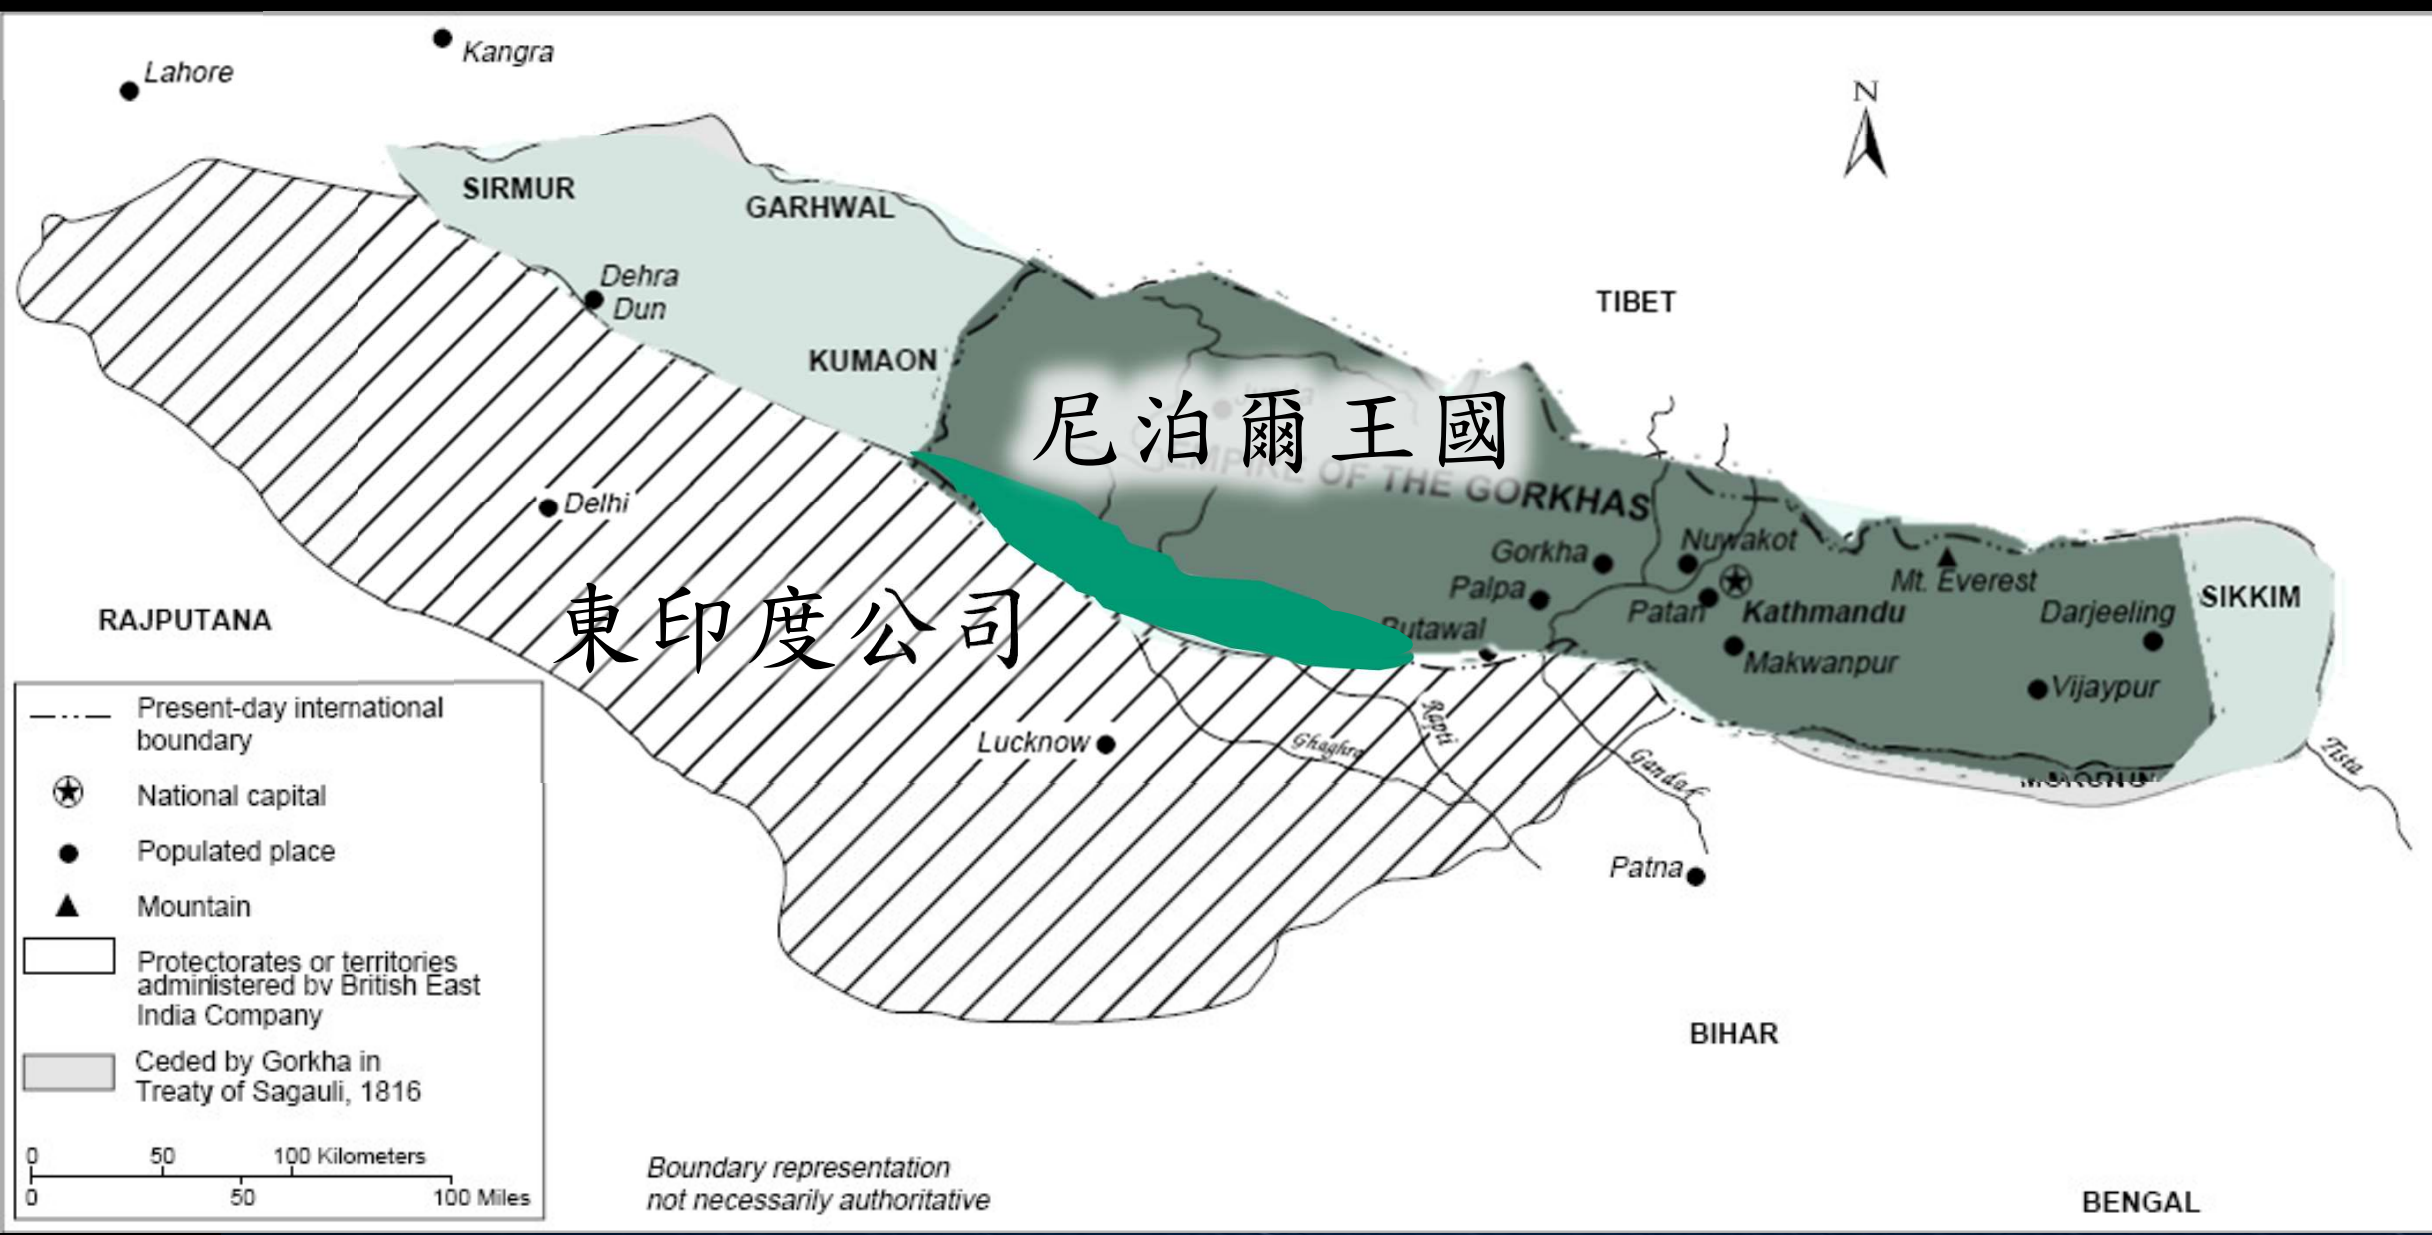 Kangra
Lahore
N
SIRMUR
GARHWAL
Dehra
Dun
TIBET
KUMAON
尼泊爾王國
EMPIRE OF THE GORKHAS
Delhi
Nuwakot
Gorkha
Mt. Everest
Palpa
SIKKIM
Patan
Kathmandu
Darjeeling
東印度公司
RAJPUTANA
Butawal
Makwanpur
Vijaypur
Present-day international
boundary
Rapti
Lucknow
Ghaghra
Gandak
Tista
National capital
Populated place
Patna
Mountain
Protectorates or territories
administered by British East
India Company
BIHAR
Ceded by Gorkha in
Treaty of Sagauli, 1816
0 50 100 Kilometers
0 50 100 Miles
Boundary representation
not necessarily authoritative
BENGAL